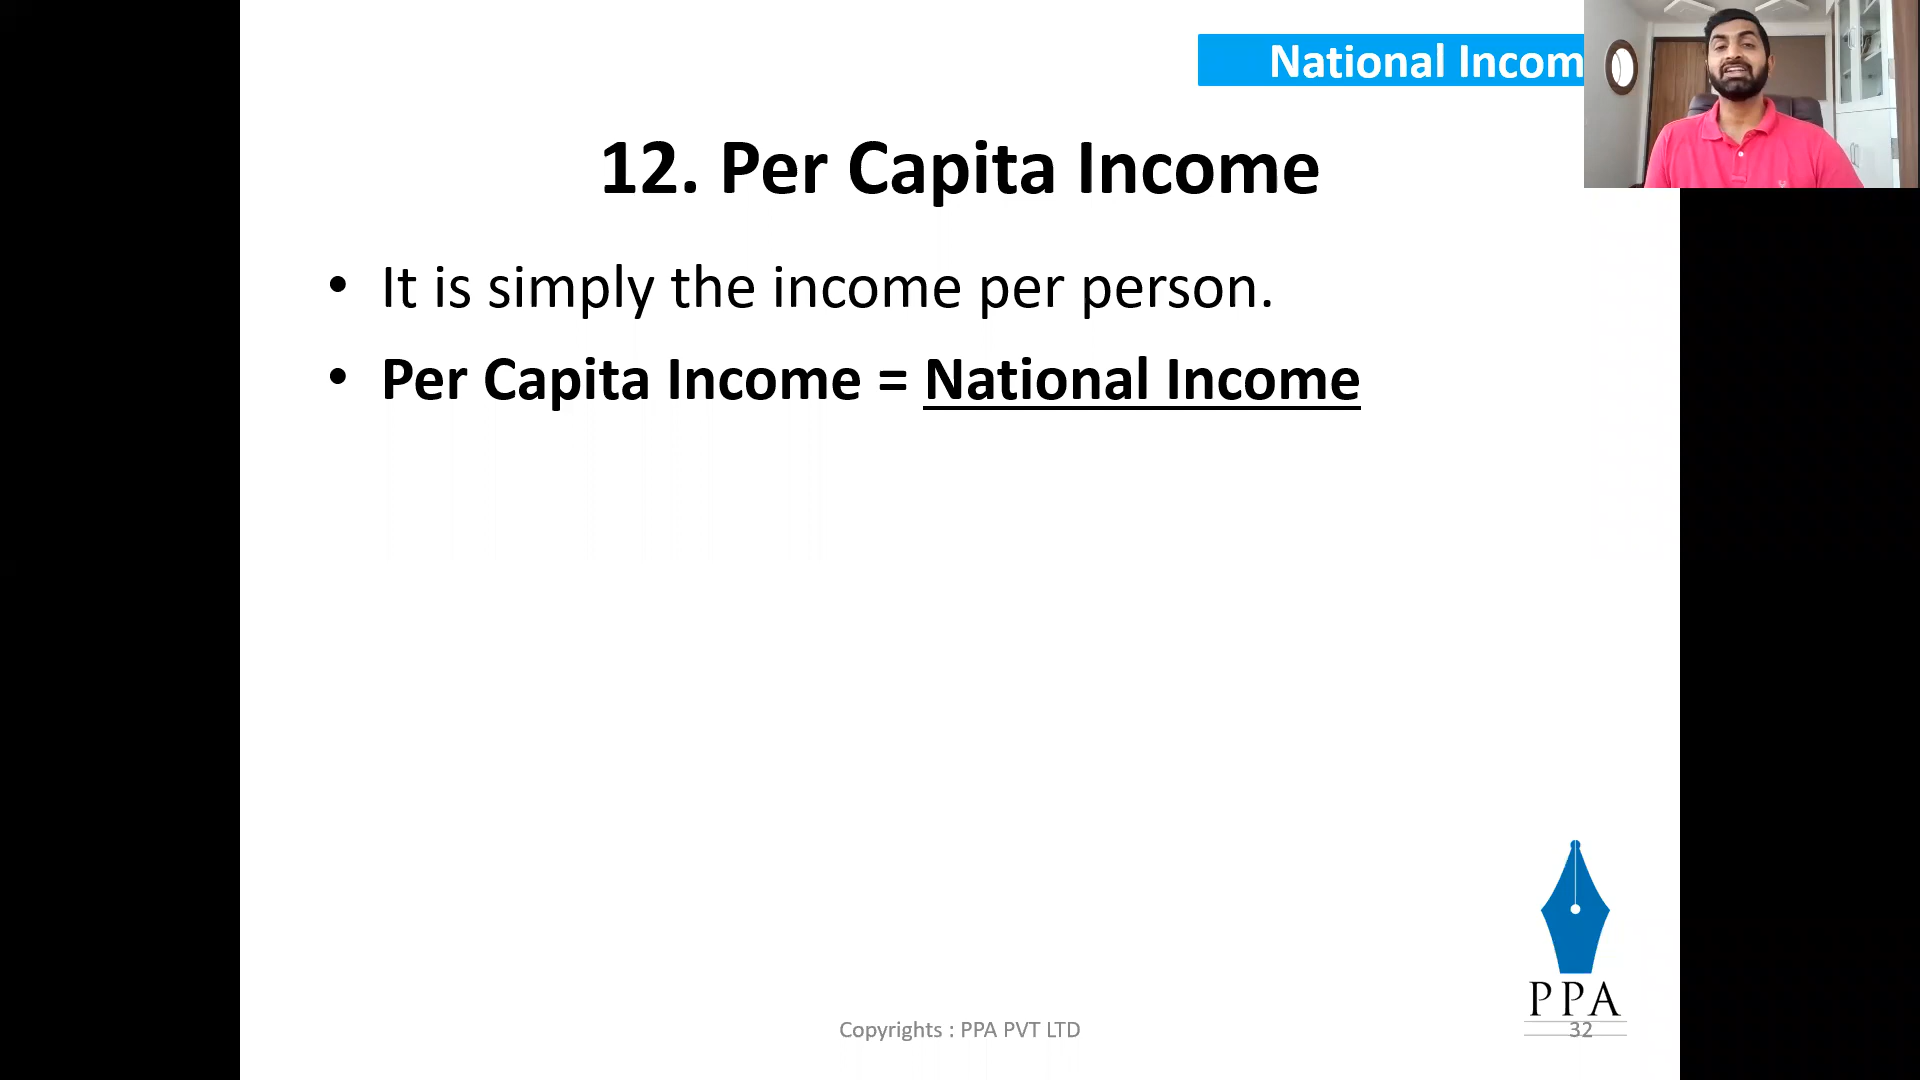 National Incom
12. Per Capita Income
• It is simply the income per person.
• Per Capita Income = National Income
PPA
Copyrights : PPA PVT LTD
32